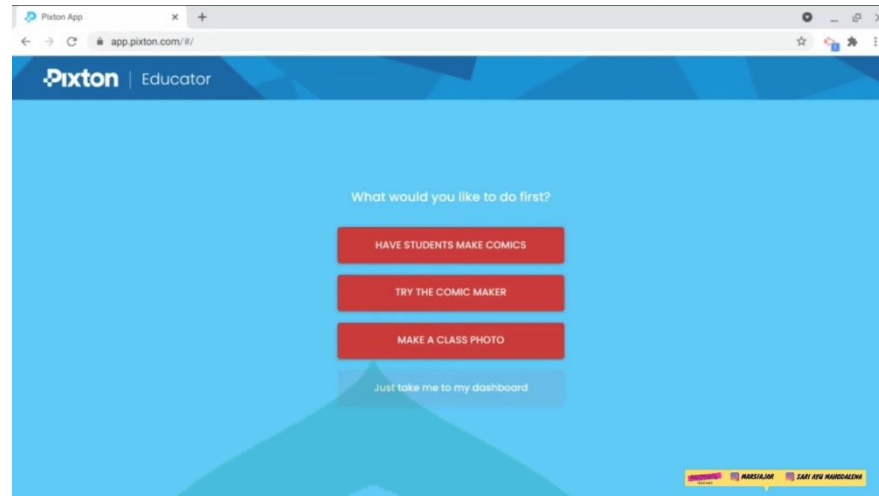 Pixton App
app.pixton.com/#/
Pixton | Educator
What would you like to do first?
HAVE STUDENTS MAKE COMICS
TRY THE COMIC MAKER
MAKE A CLASS PHOTO
Just take me to my dashboard
MARSIAJAR SARI AYU MAHGDALENA